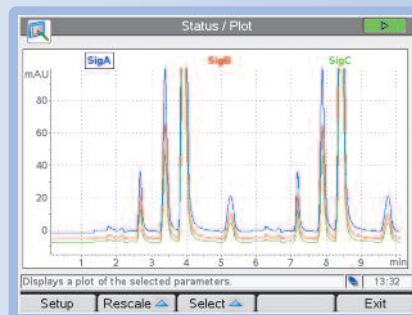 Status / Plot
SigA SigB SigC
mAU
80
60
40
20
0
1 2 3 4 5 6 7 8 9 min
Displays a plot of the selected parameters. 13:32
Setup Rescale Select Exit